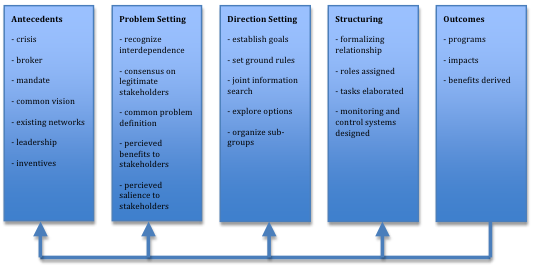 Antecedents
- crisis
- broker
- mandate
- common vision
- existing networks
- leadership
- inventives
Problem Setting
- recognize
interdependence
- consensus on
legitimate
stakeholders
- common problem
definition
- percieved
benefits to
stakeholders
- percieved
salience to
stakeholders
Direction Setting
- establish goals
- set ground rules
- joint information
search
- explore options
- organize sub-
groups
Structuring
- formalizing
relationship
- roles assigned
- tasks elaborated
- monitoring and
control systems
designed
Outcomes
- programs
- impacts
- benefits derived